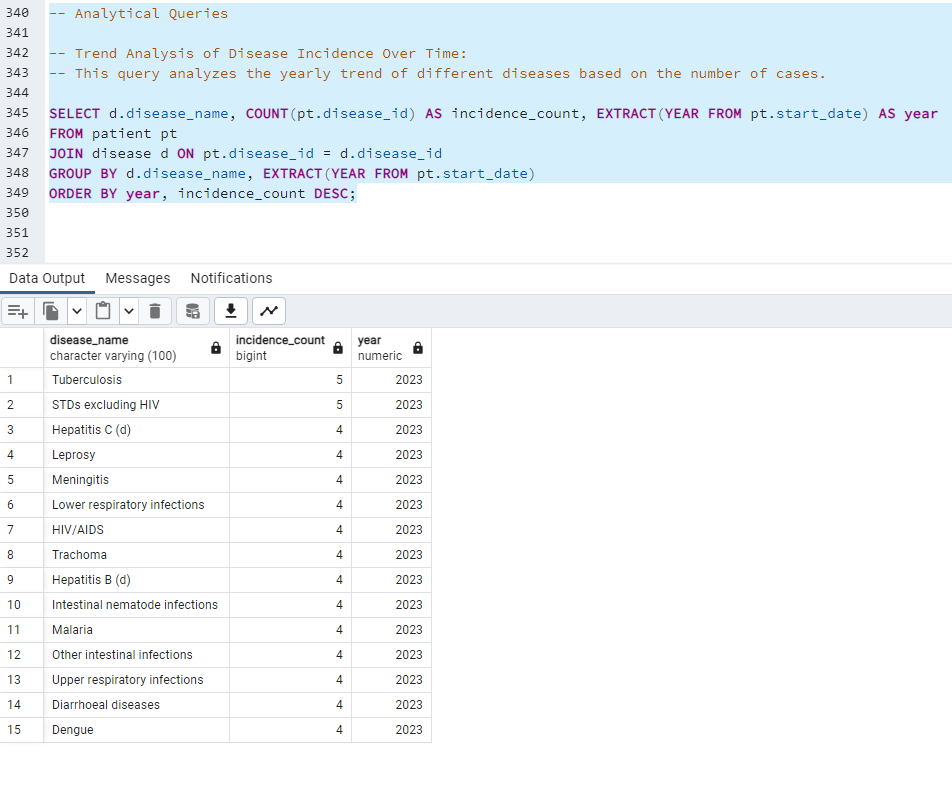 340 -- Analytical Queries
341
342 -- Trend Analysis of Disease Incidence Over Time:
343 -- This query analyzes the yearly trend of different diseases based on the number of cases.
344
345 SELECT d.disease_name, COUNT(pt.disease_id) AS incidence_count, EXTRACT(YEAR FROM pt.start_date) AS year
346 FROM patient pt
347 JOIN disease d ON pt.disease_id = d.disease_id
348 GROUP BY d.disease_name, EXTRACT(YEAR FROM pt.start_date)
349 ORDER BY year, incidence_count DESC;
350
351
352
Data Output Messages Notifications
disease_name incidence_count year
character varying (100) bigint numeric
1 Tuberculosis 5 2023
2 STDs excluding HIV 5 2023
3 Hepatitis C (d) 4 2023
4 Leprosy 4 2023
5 Meningitis 4 2023
6 Lower respiratory infections 4 2023
7 HIV/AIDS 4 2023
8 Trachoma 4 2023
9 Hepatitis B (d) 4 2023
10 Intestinal nematode infections 4 2023
11 Malaria 4 2023
12 Other intestinal infections 4 2023
13 Upper respiratory infections 4 2023
14 Diarrhoeal diseases 4 2023
15 Dengue 4 2023